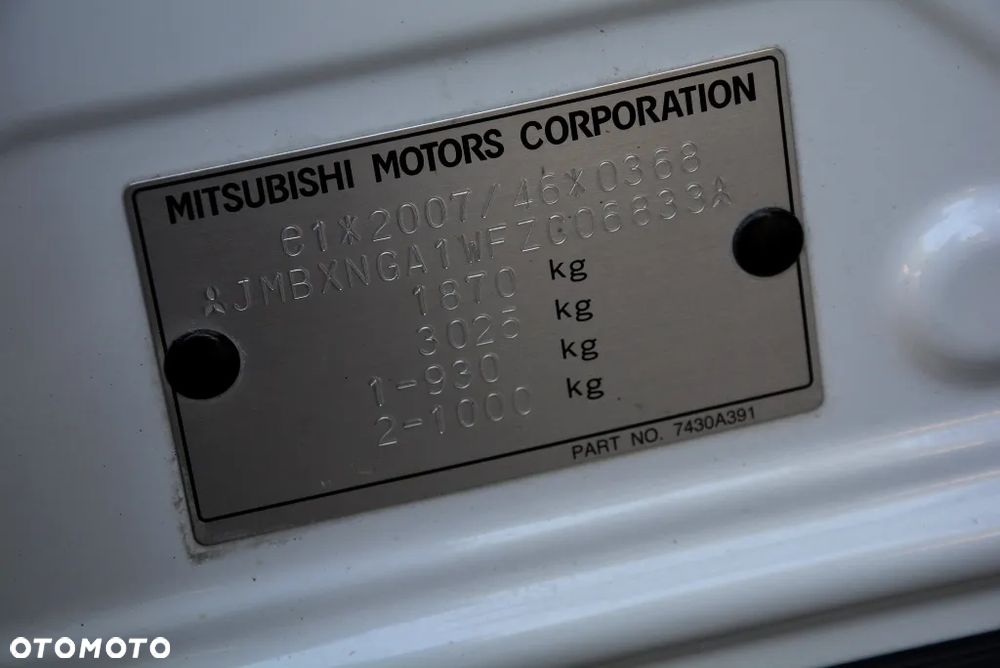 MITSUBISHI MOTORS CORPORATION
e1*2007/46*0368
JMBXNGA1WFZC06833
1870 kg
3025 kg
1-930 kg
2-1000 kg
PART NO. 7430A391
OTOMOTO